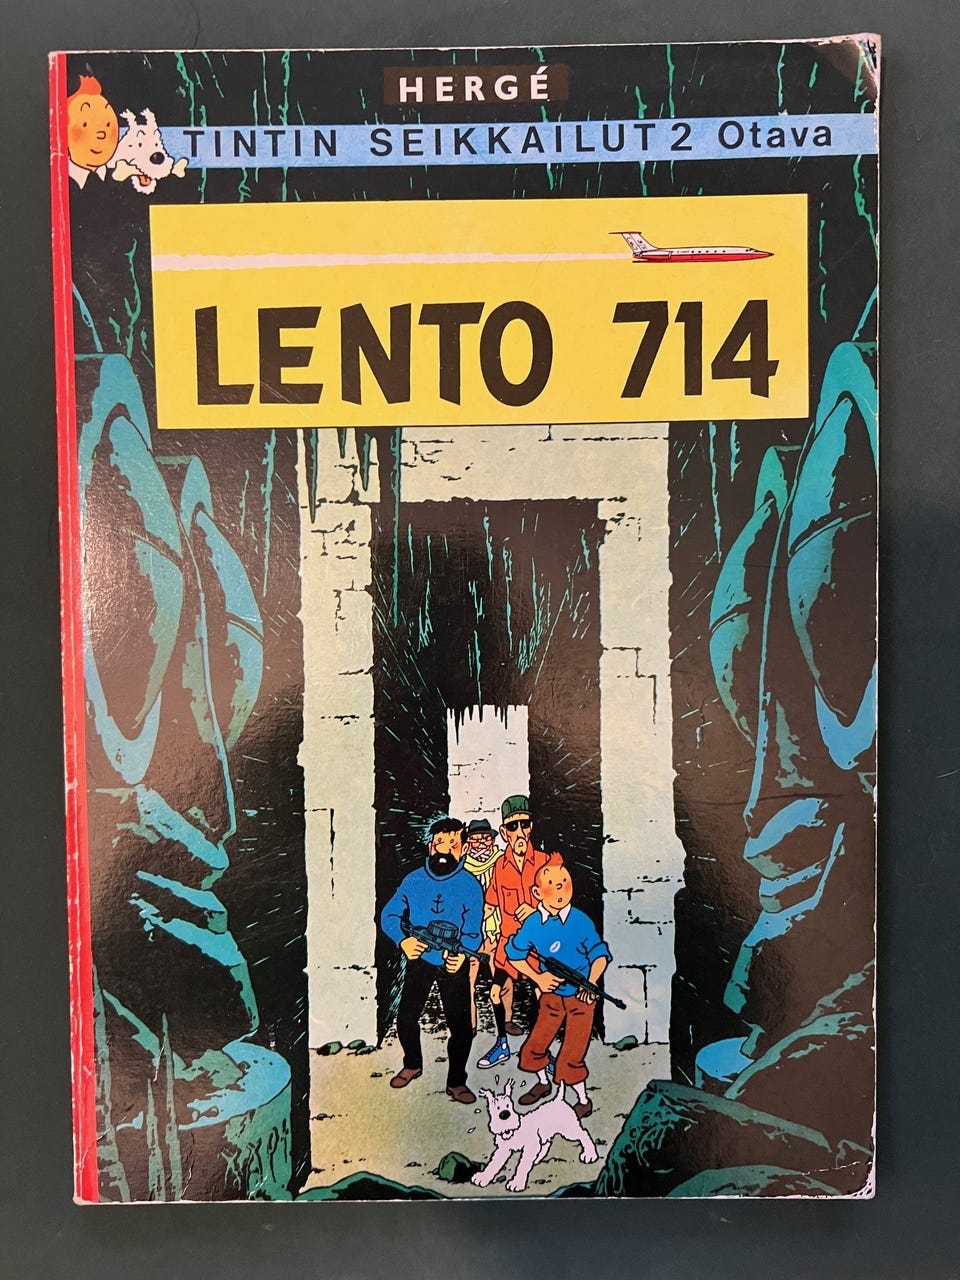 HERGÉ
TINTIN SEIKKAILUT 2 Otava
LENTO 714